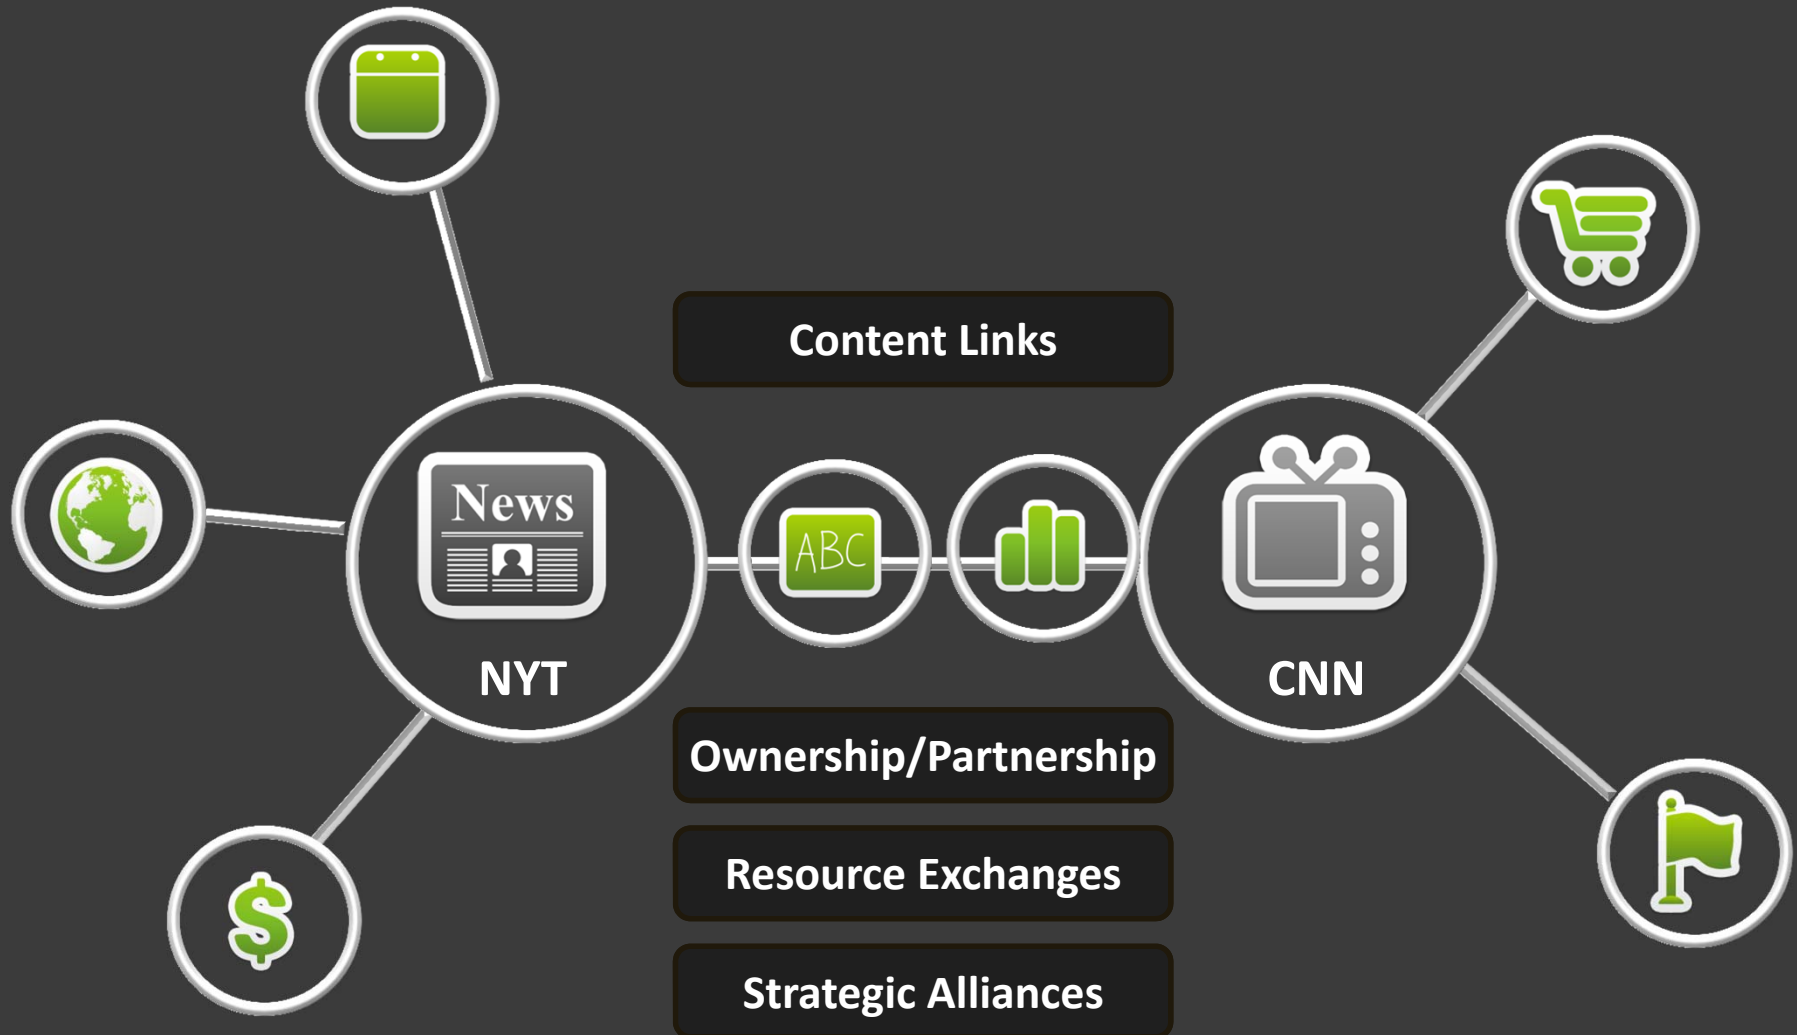 Content Links
News
ABC
NYT
CNN
Ownership/Partnership
$
Resource Exchanges
Strategic Alliances